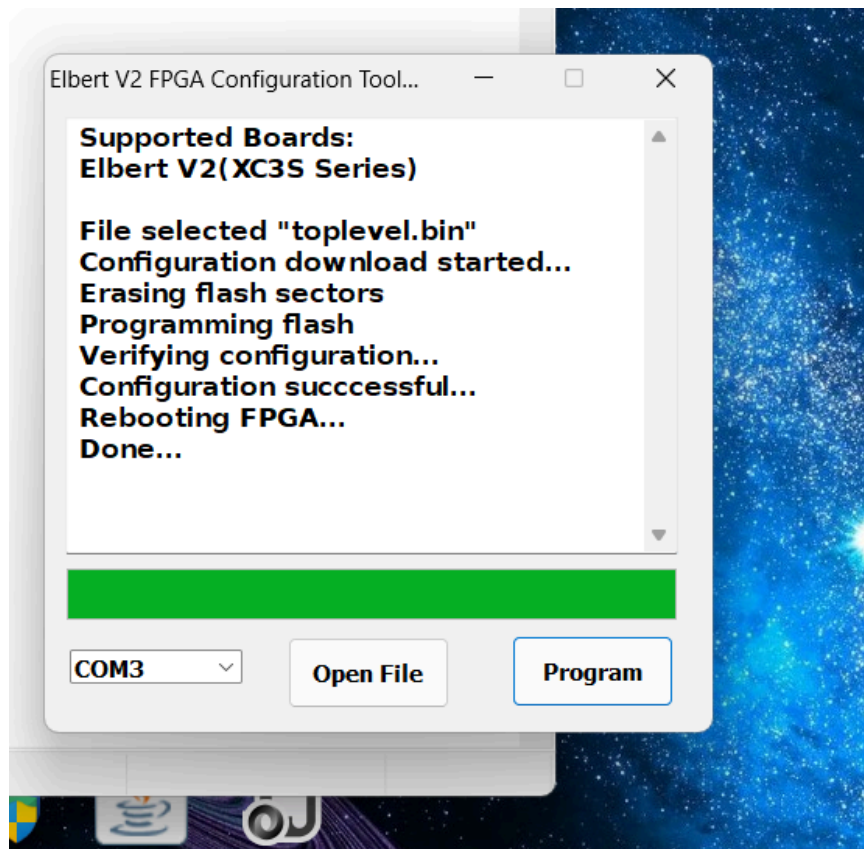 Elbert V2 FPGA Configuration Tool...
Supported Boards:
Elbert V2(XC3S Series)
File selected "toplevel.bin"
Configuration download started...
Erasing flash sectors
Programming flash
Verifying configuration...
Configuration succcessful...
Rebooting FPGA...
Done...
COM3
Open File
Program